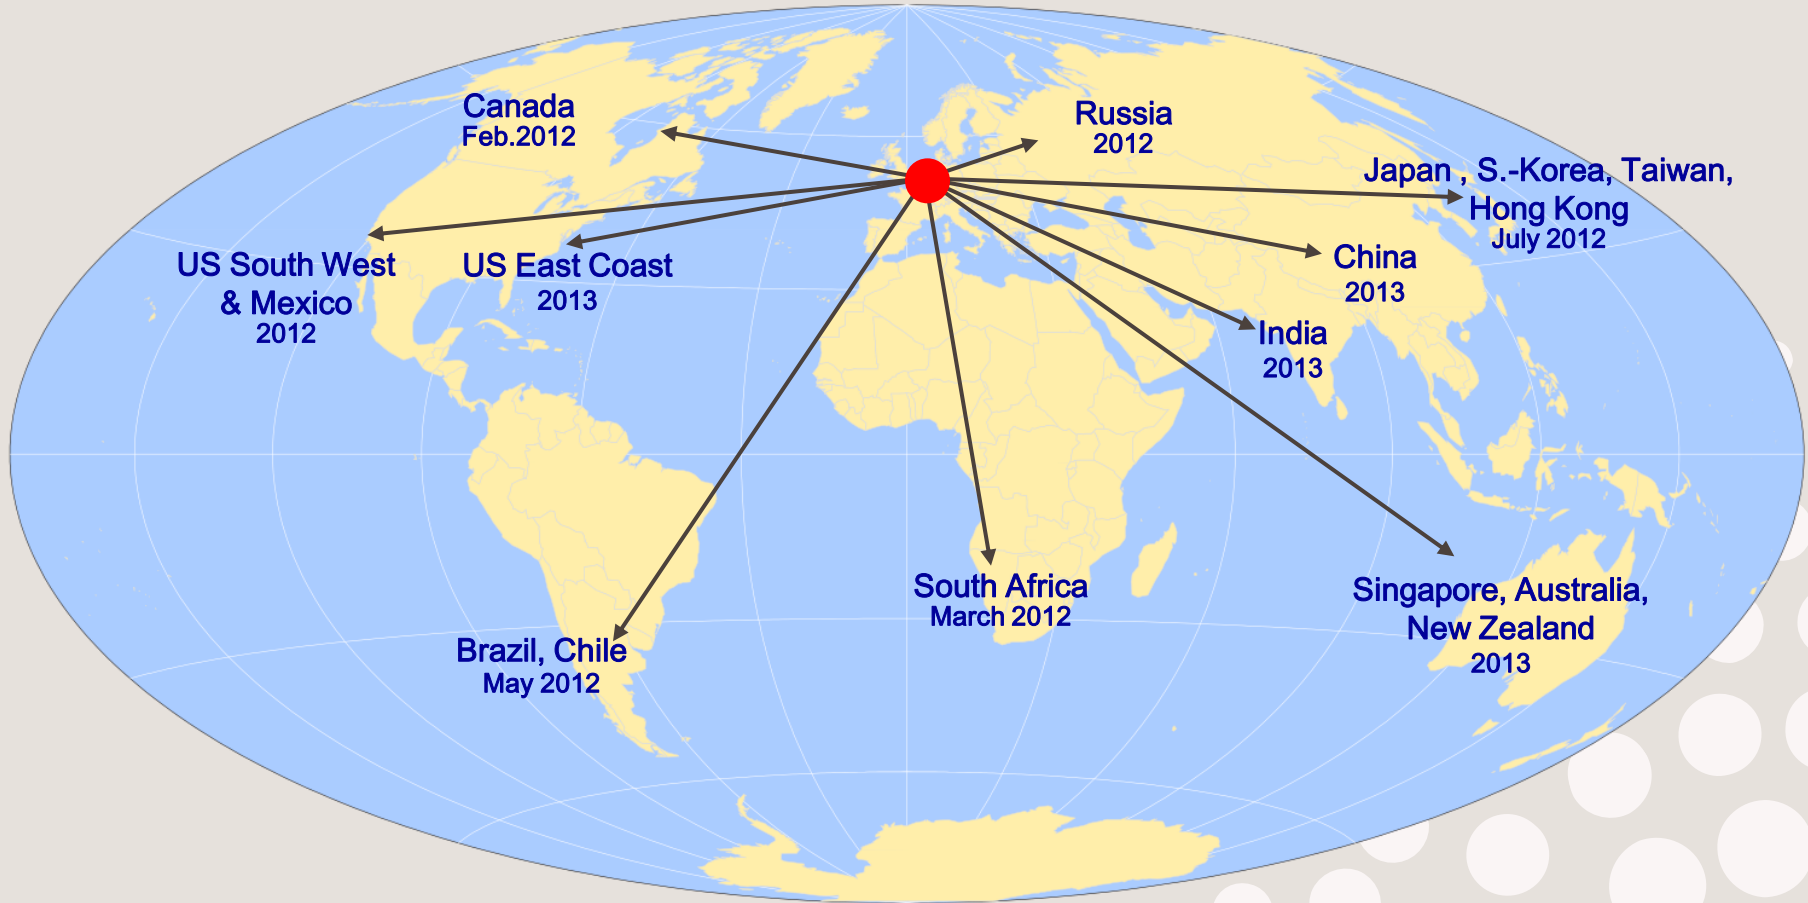 Canada
Feb.2012
Russia
2012
Japan , S.-Korea, Taiwan,
Hong Kong
July 2012
US South West
& Mexico
2012
US East Coast
2013
China
2013
India
2013
South Africa
March 2012
Singapore, Australia,
New Zealand
2013
Brazil, Chile
May 2012